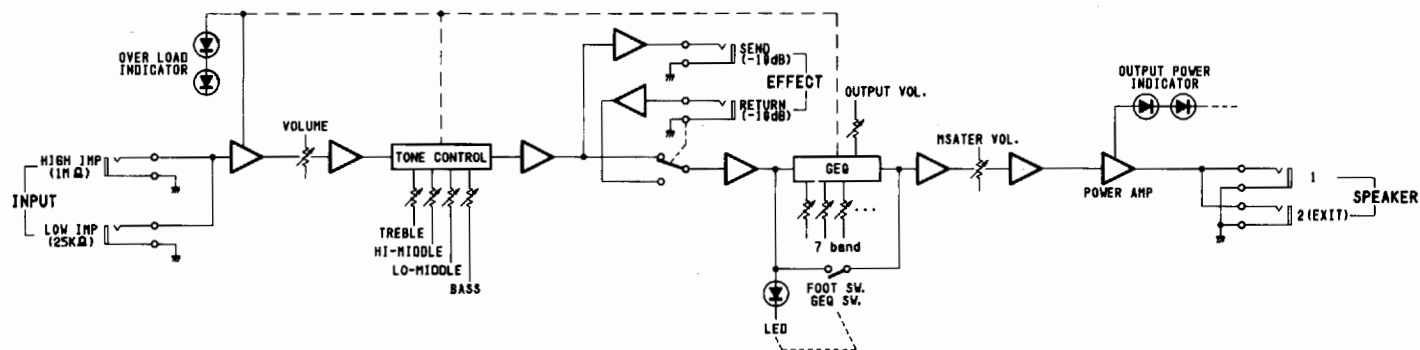 OVER LOAD
INDICATOR
SEND
(-10dB)
EFFECT
RETURN
(-10dB)
OUTPUT POWER
INDICATOR
OUTPUT VOL.
VOLUME
MSATER VOL.
HIGH IMP
(1MΩ)
TONE CONTROL
GEQ
POWER AMP
INPUT
1
SPEAKER
2(EXIT)
LOW IMP
(25KΩ)
TREBLE
HI-MIDDLE
LO-MIDDLE
BASS
7 band
FOOT SW.
GEQ SW.
LED